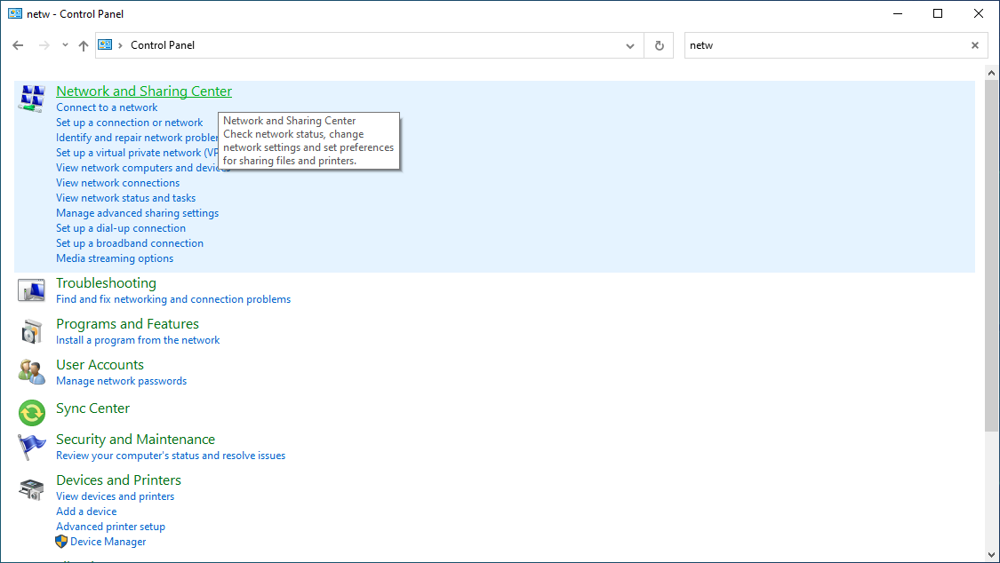 netw - Control Panel
Control Panel
netw
Network and Sharing Center
Connect to a network
Set up a connection or network
Identify and repair network
Set up a virtual private network
View network computers and
View network connections
View network status and tasks
Manage advanced sharing settings
Set up a dial-up connection
Set up a broadband connection
Media streaming options
Network and Sharing Center
Check network status, change
network settings and set preferences
for sharing files and printers.
Troubleshooting
Find and fix networking and connection problems
Programs and Features
Install a program from the network
User Accounts
Manage network passwords
Sync Center
Security and Maintenance
Review your computer's status and resolve issues
Devices and Printers
View devices and printers
Add a device
Advanced printer setup
Device Manager